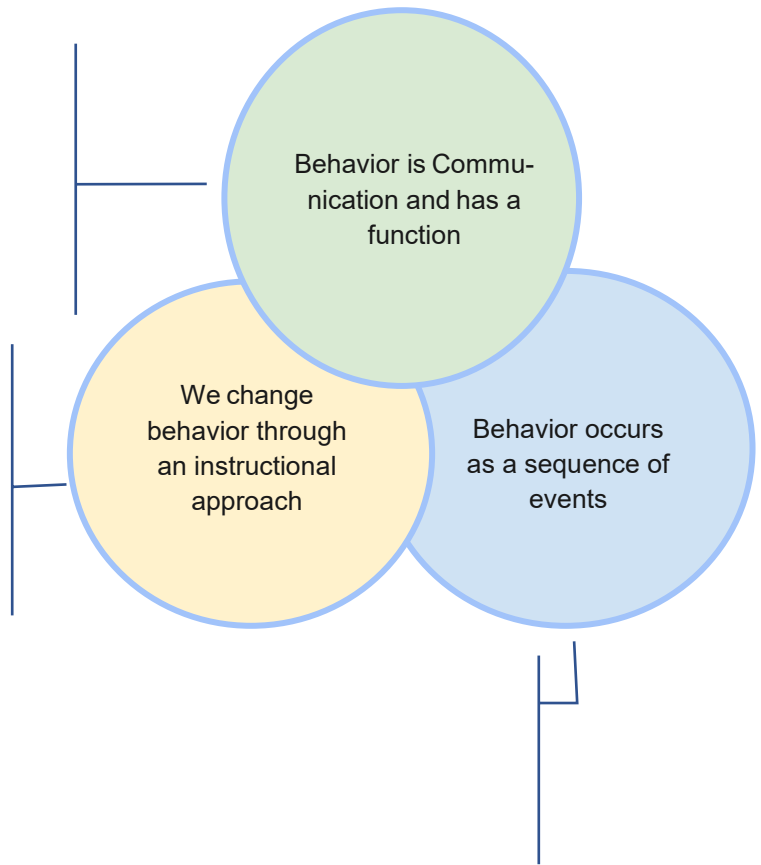 Behavior is Commu-
nication and has a
function
We change
behavior through
an instructional
approach
Behavior occurs
as a sequence of
events